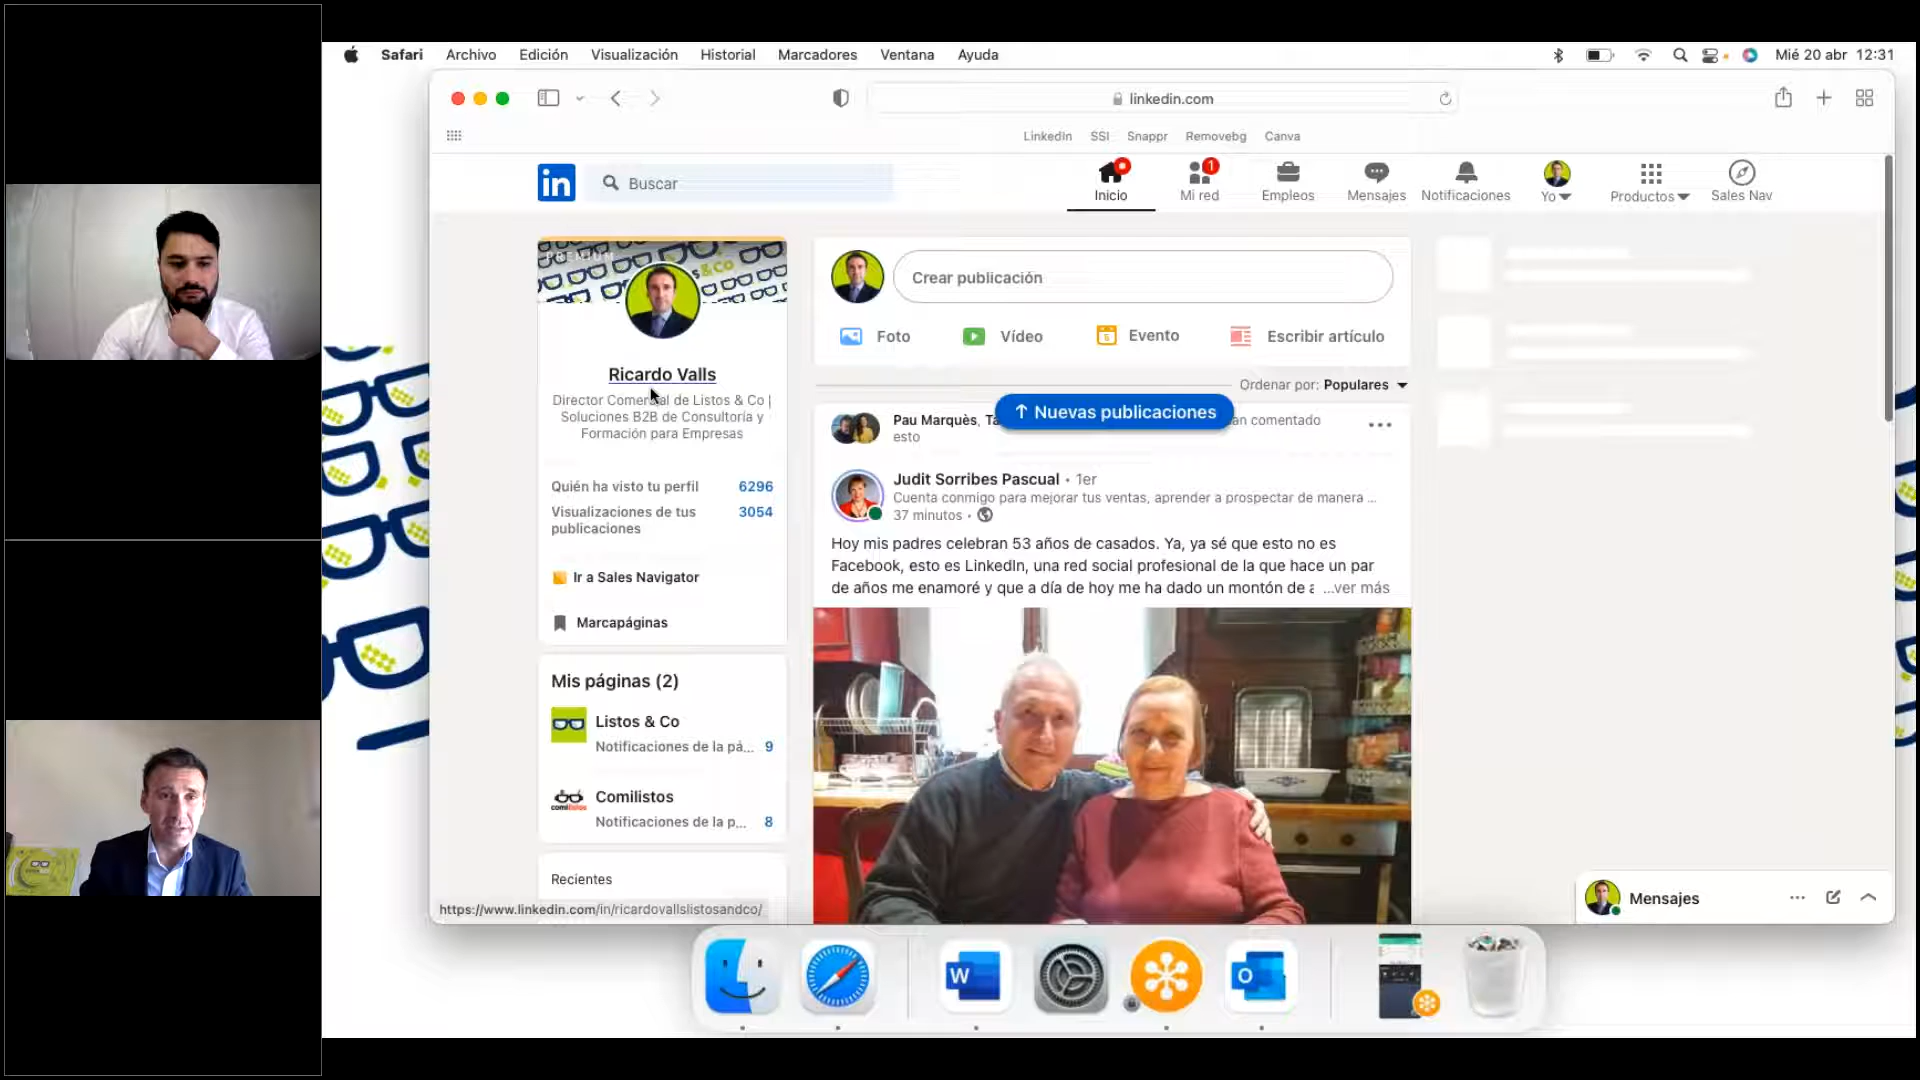 Safari Archivo Edición Visualización Historial Marcadores Ventana Ayuda Mié 20 abr 12:31
linkedin.com
LinkedIn SSI Snappr Removebg Canva
in Buscar
Inicio
1
Mi red
Empleos
Mensajes
Notificaciones
Yo
Productos
Sales Nav
PREMIUM
s&Co
Ricardo Valls
Director Comercial de Listos & Co |
Soluciones B2B de Consultoría y
Formación para Empresas
Quién ha visto tu perfil 6296
Visualizaciones de tus 3054
publicaciones
Ir a Sales Navigator
Marcapáginas
Mis páginas (2)
Listos & Co
Notificaciones de la pá... 9
Comilistos
Notificaciones de la p... 8
Recientes
https://www.linkedin.com/in/ricardovallslistosandco/
Crear publicación
Foto Vídeo Evento Escribir artículo
Ordenar por: Populares
↑ Nuevas publicaciones
Pau Marquès, Ta an comentado
esto
Judit Sorribes Pascual • 1er
Cuenta conmigo para mejorar tus ventas, aprender a prospectar de manera ...
37 minutos •
Hoy mis padres celebran 53 años de casados. Ya, ya sé que esto no es
Facebook, esto es LinkedIn, una red social profesional de la que hace un par
de años me enamoré y que a día de hoy me ha dado un montón de a ...ver más
Mensajes
W
O